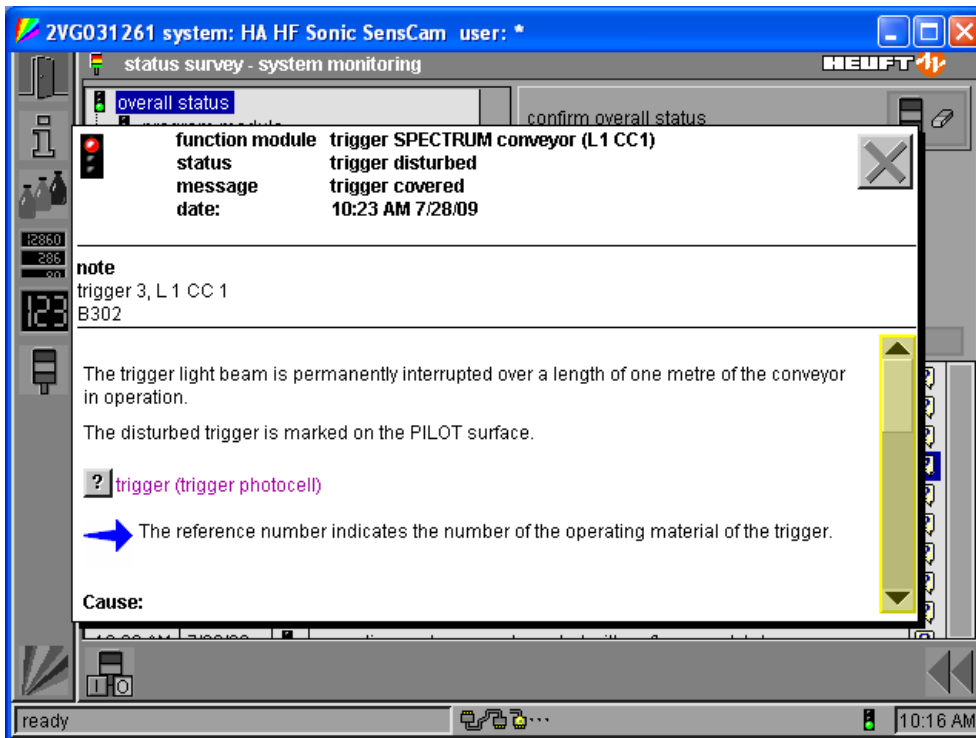 2VG031261 system: HA HF Sonic SensCam user: *
status survey - system monitoring
HEUFT
overall status
confirm overall status
function module trigger SPECTRUM conveyor (L1 CC1)
status trigger disturbed
message trigger covered
date: 10:23 AM 7/28/09
12860
286
90
123
note
trigger 3, L 1 CC 1
B302
The trigger light beam is permanently interrupted over a length of one metre of the conveyor
in operation.
The disturbed trigger is marked on the PILOT surface.
? trigger (trigger photocell)
The reference number indicates the number of the operating material of the trigger.
Cause:
I O
ready
10:16 AM